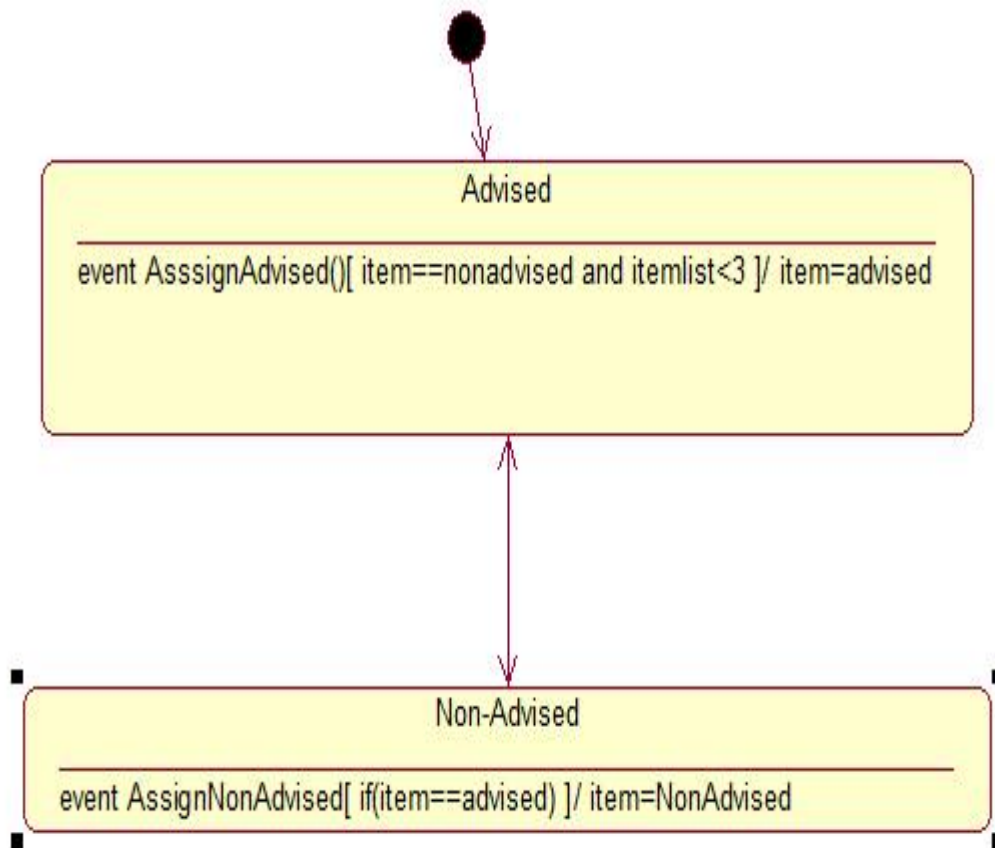 Advised
event AsssignAdvised()[ item==nonadvised and itemlist<3 ]/ item=advised
Non-Advised
event AssignNonAdvised[ if(item==advised) ]/ item=NonAdvised